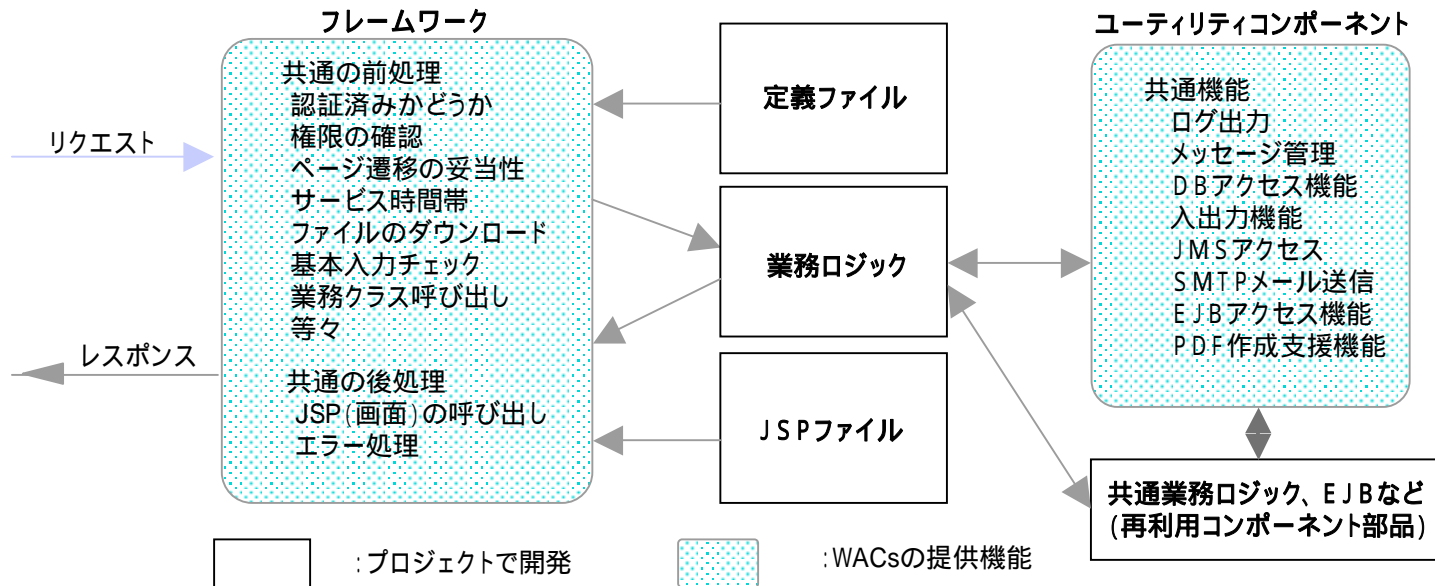 フレームワーク
ユーティリティコンポーネント
リクエスト
レスポンス
共通の前処理
認証済みかどうか
権限の確認
ページ遷移の妥当性
サービス時間帯
ファイルのダウンロード
基本入力チェック
業務クラス呼び出し
等々
共通の後処理
JSP(画面)の呼び出し
エラー処理
定義ファイル
業務ロジック
JSPファイル
共通機能
ログ出力
メッセージ管理
DBアクセス機能
入出力機能
JMSアクセス
SMTPメール送信
EJBアクセス機能
PDF作成支援機能
共通業務ロジック、EJBなど
(再利用コンポーネント部品)
:プロジェクトで開発
:WACsの提供機能